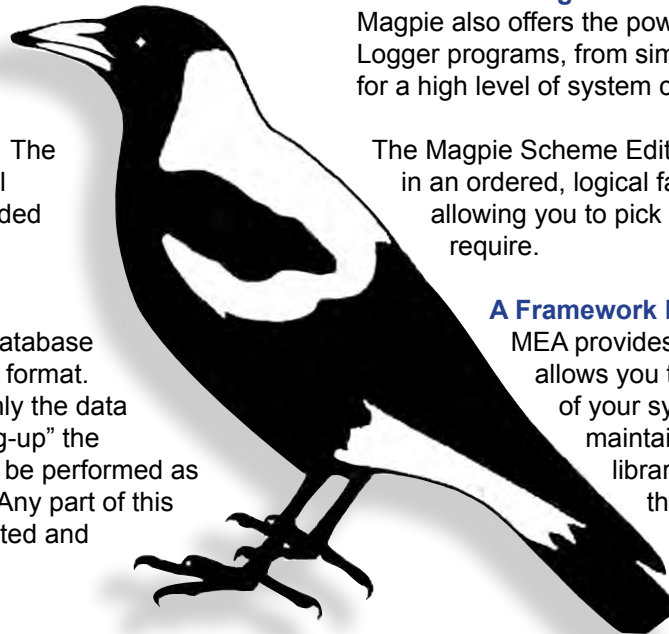 The
l
ded
atabase
format.
nly the data
g-up” the
be performed as
Any part of this
ted and
Magpie also offers the pow
Logger programs, from sim
for a high level of system c
The Magpie Scheme Edit
in an ordered, logical fa
allowing you to pick
require.
A Framework
MEA provides
allows you t
of your sy
maintai
librar
th